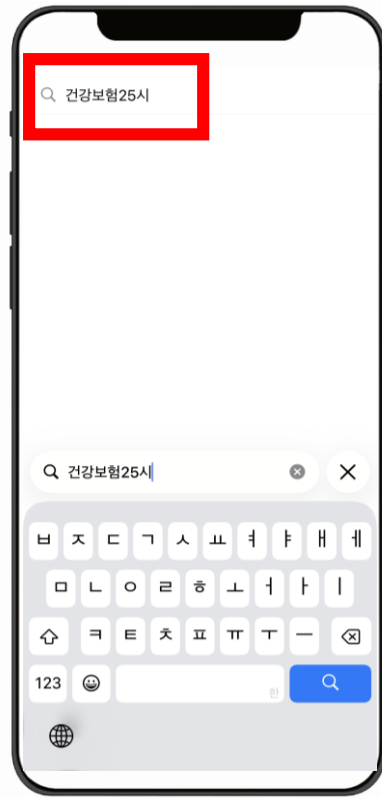 건강보험25시
건강보험25시
ㅂ ㅈ ㄷ ㄱ ㅅ ㅛ ㅕ ㅑ ㅐ ㅔ
ㅁ ㄴ ㅇ ㄹ ㅎ ㅗ ㅓ ㅏ ㅣ
ㅋ ㅌ ㅊ ㅍ ㅠ ㅜ ㅡ
123 한